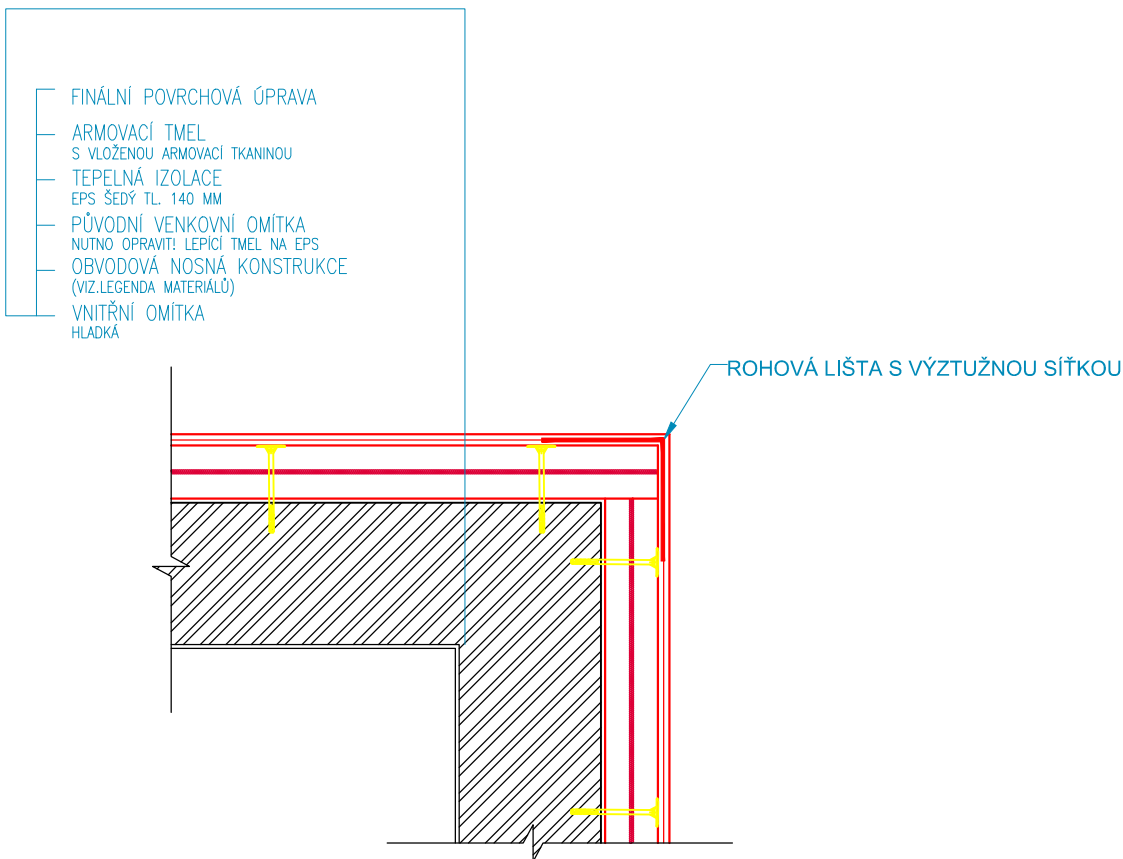 FINÁLNÍ POVRCHOVÁ ÚPRAVA
ARMOVACÍ TMEL
S VLOŽENOU ARMOVACÍ TKANINOU
TEPELNÁ IZOLACE
EPS ŠEDÝ TL. 140 MM
PŮVODNÍ VENKOVNÍ OMÍTKA
NUTNO OPRAVIT! LEPÍCÍ TMEL NA EPS
OBVODOVÁ NOSNÁ KONSTRUKCE
(VIZ.LEGENDA MATERIÁLŮ)
VNITŘNÍ OMÍTKA
HLADKÁ
ROHOVÁ LIŠTA S VÝZTUŽNOU SÍŤKOU